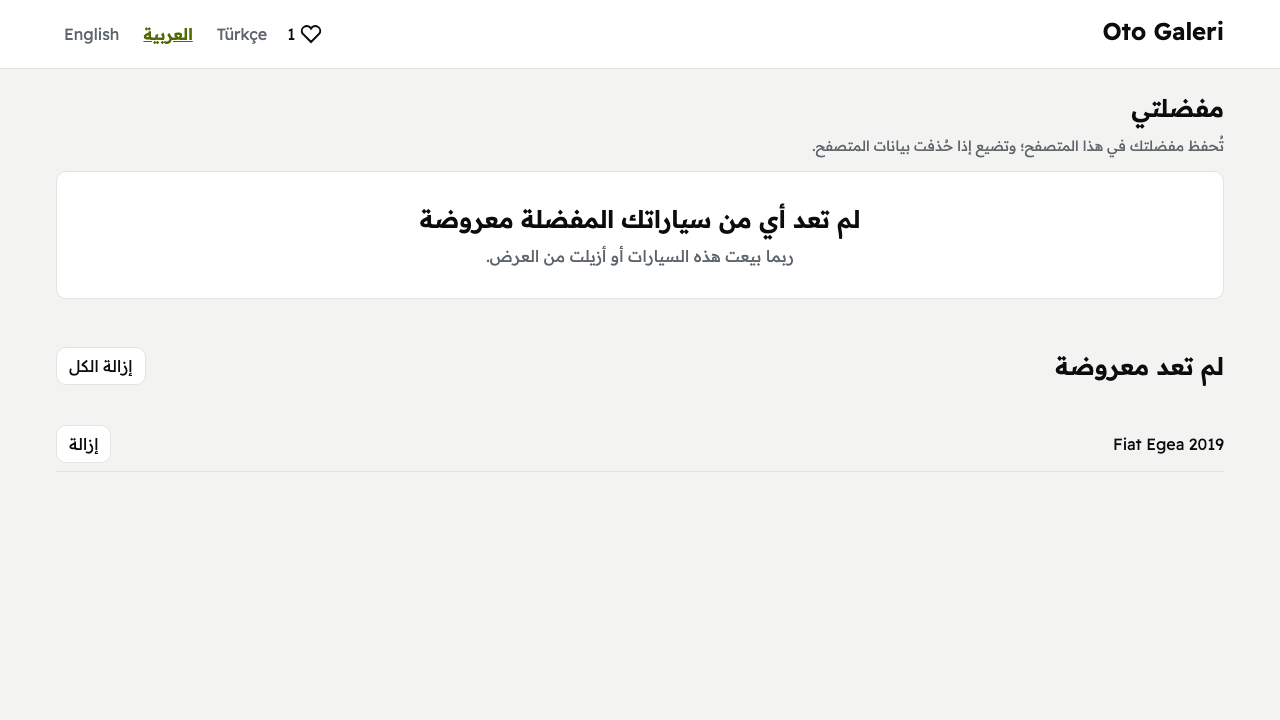 Oto Galeri
1
Türkçe
العربية
English
مفضلتي
تُحفظ مفضلتك في هذا المتصفح؛ وتضيع إذا حُذفت بيانات المتصفح.
لم تعد أي من سياراتك المفضلة معروضة
ربما بيعت هذه السيارات أو أزيلت من العرض.
لم تعد معروضة
إزالة الكل
Fiat Egea 2019
إزالة